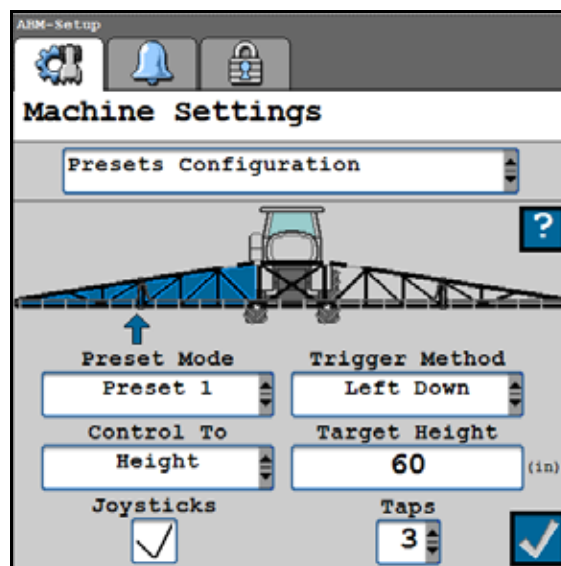 ABM-Setup
Machine Settings
Presets Configuration
?
Preset Mode Trigger Method
Preset 1 Left Down
Control To Target Height
Height 60 (in)
Joysticks Taps
3